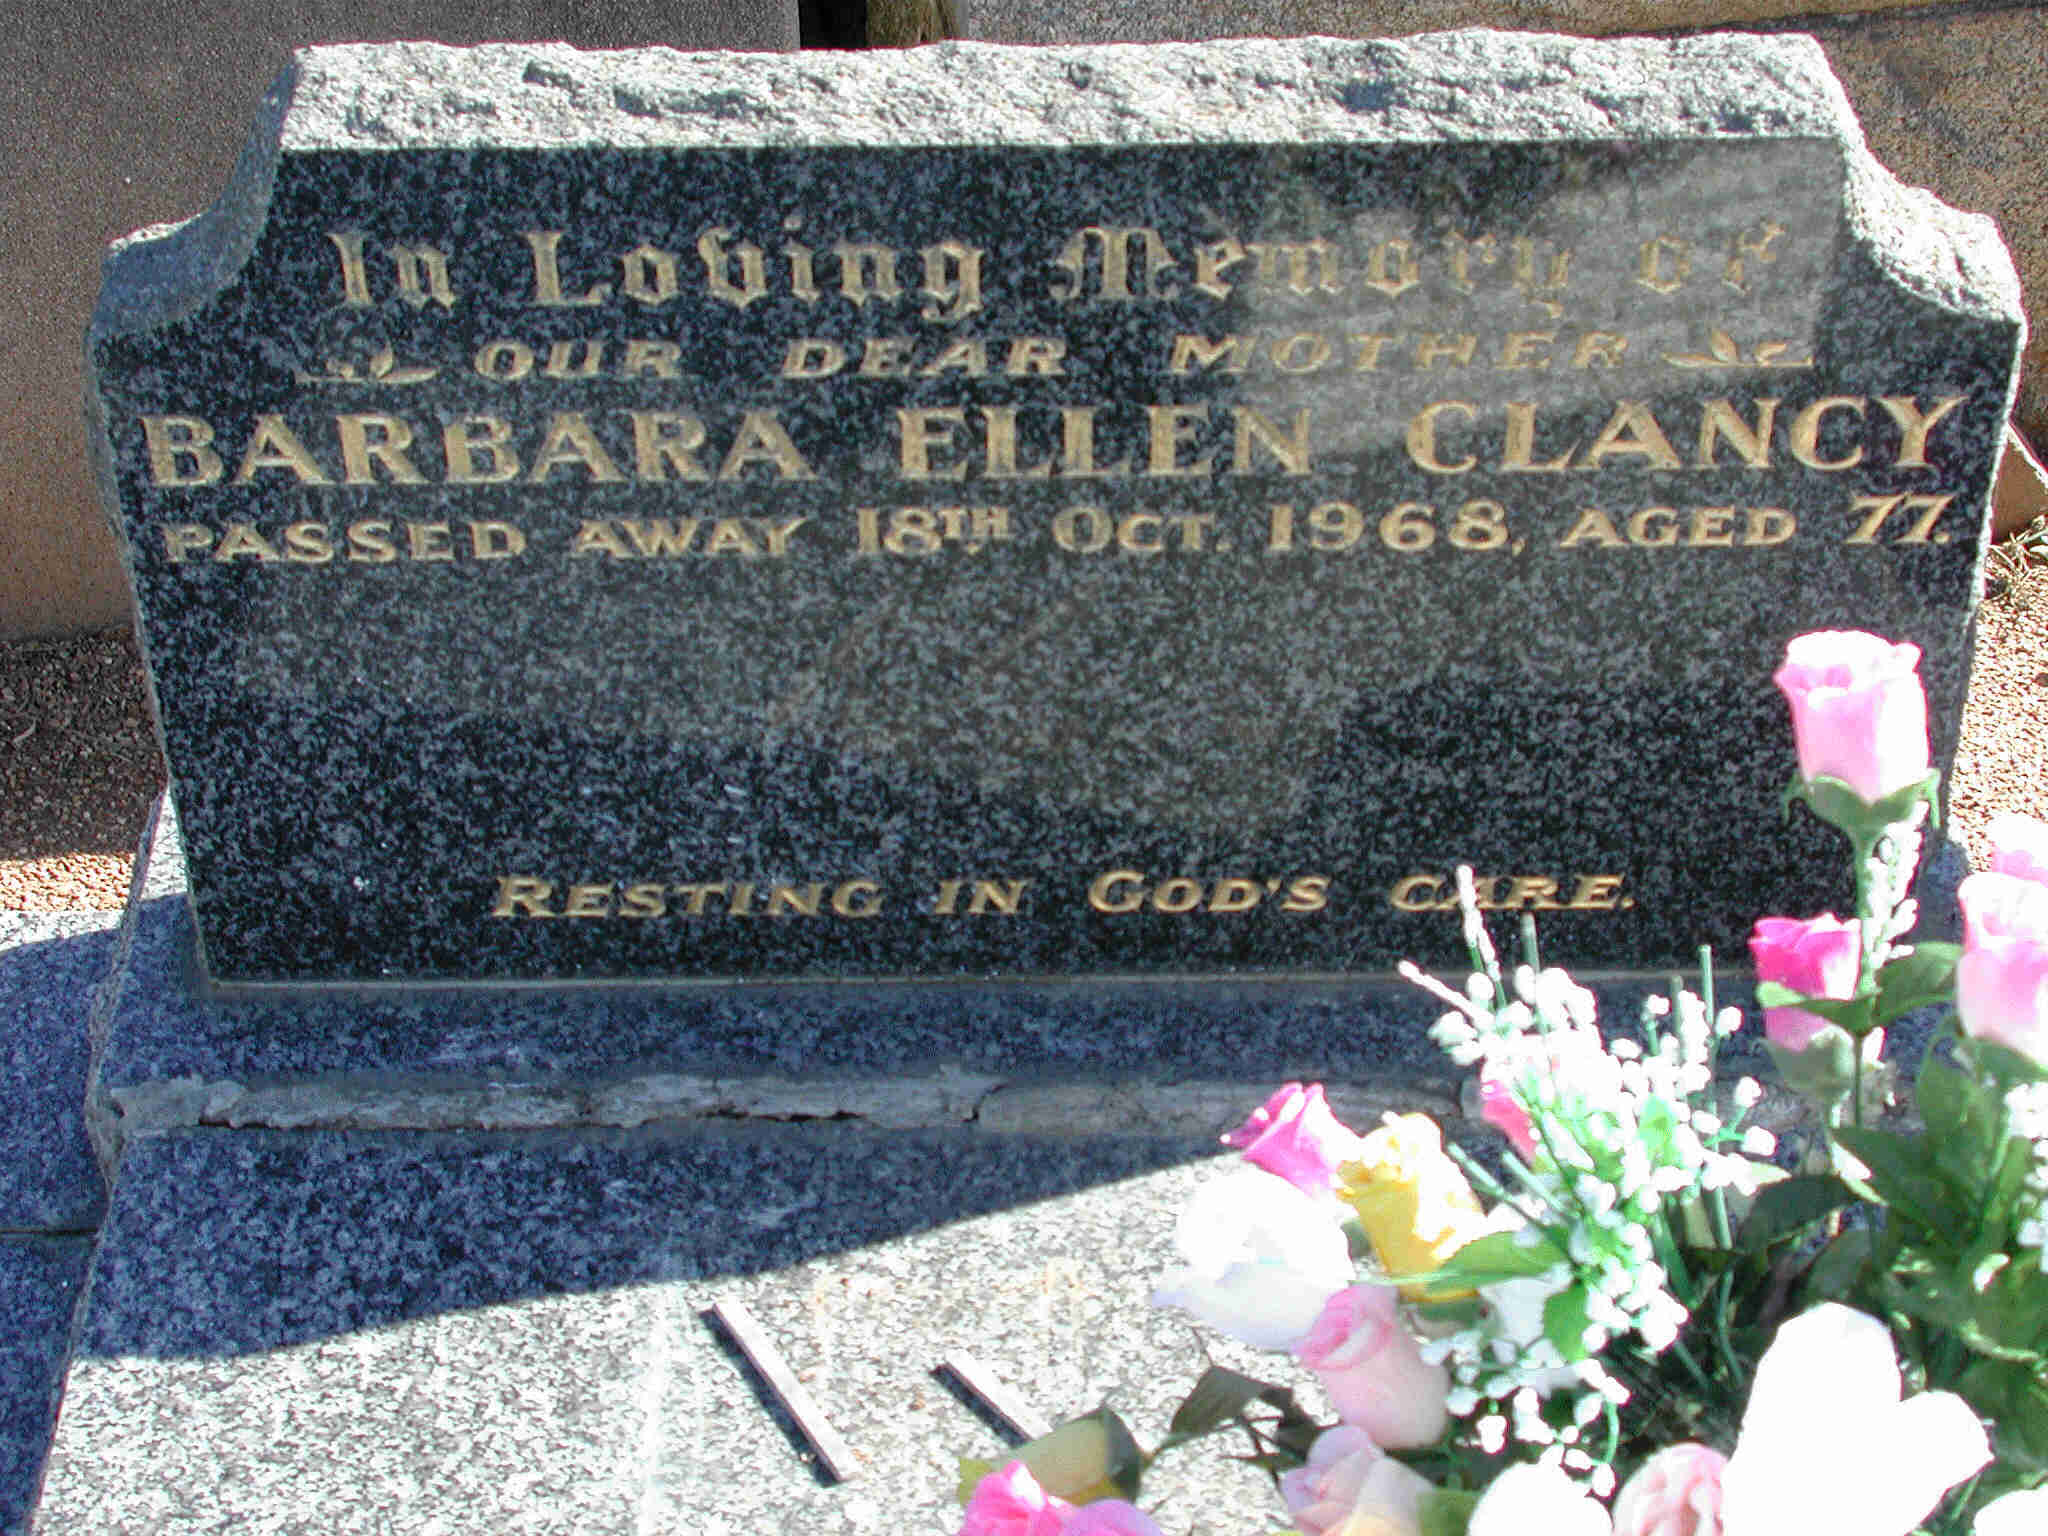 In Loving Memory of
OUR DEAR MOTHER
BARBARA ELLEN CLANCY
PASSED AWAY 18TH OCT. 1968, AGED 77.
RESTING IN GOD'S CARE.